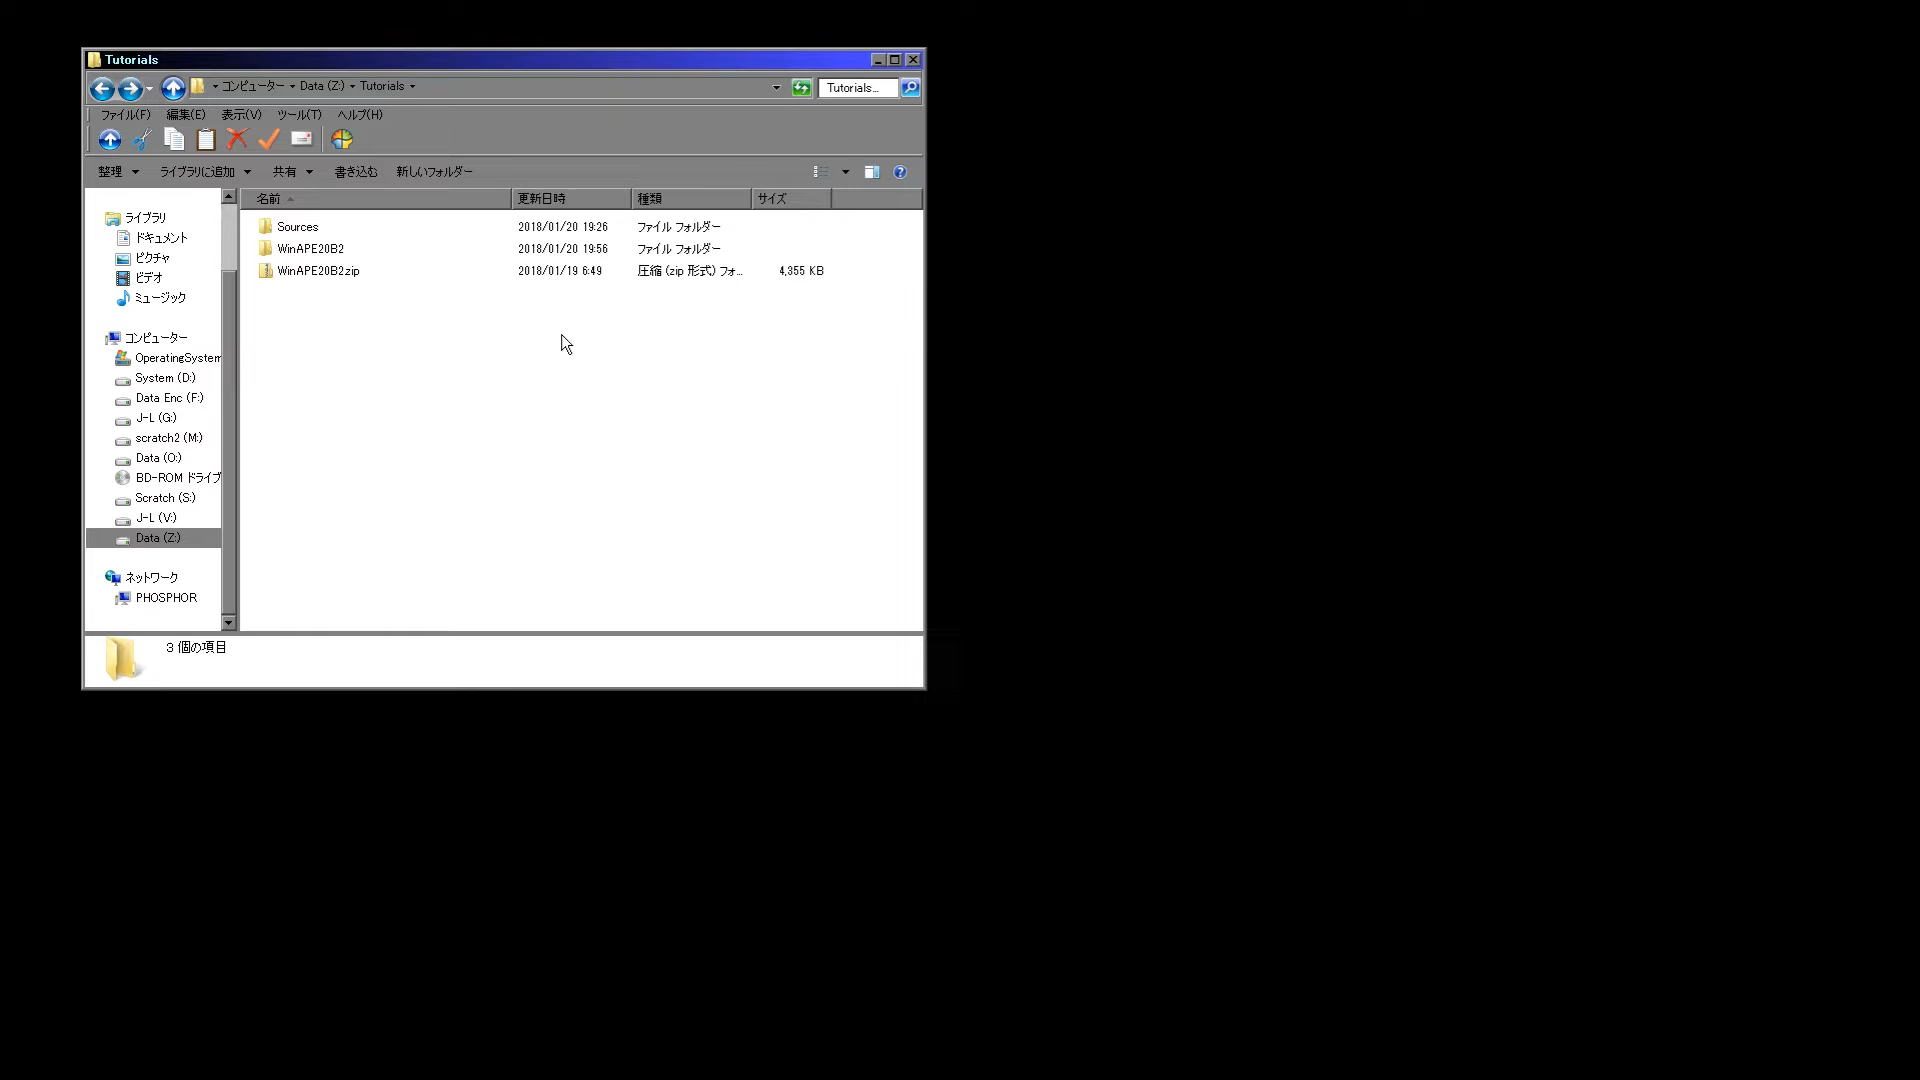 Tutorials
コンピューター Data (Z:) Tutorials Tutorials...
ファイル(F) 編集(E) 表示(V) ツール(T) ヘルプ(H)
整理 ライブラリに追加 共有 書き込む 新しいフォルダー
名前 更新日時 種類 サイズ
Sources 2018/01/20 19:26 ファイル フォルダー
WinAPE20B2 2018/01/20 19:56 ファイル フォルダー
WinAPE20B2.zip 2018/01/19 6:49 圧縮 (zip 形式) フォ... 4,355 KB
ライブラリ
ドキュメント
ピクチャ
ビデオ
ミュージック
コンピューター
OperatingSystem
System (D:)
Data Enc (F:)
J-L (G:)
scratch2 (M:)
Data (O:)
BD-ROM ドライブ
Scratch (S:)
J-L (V:)
Data (Z:)
ネットワーク
PHOSPHOR
3 個の項目